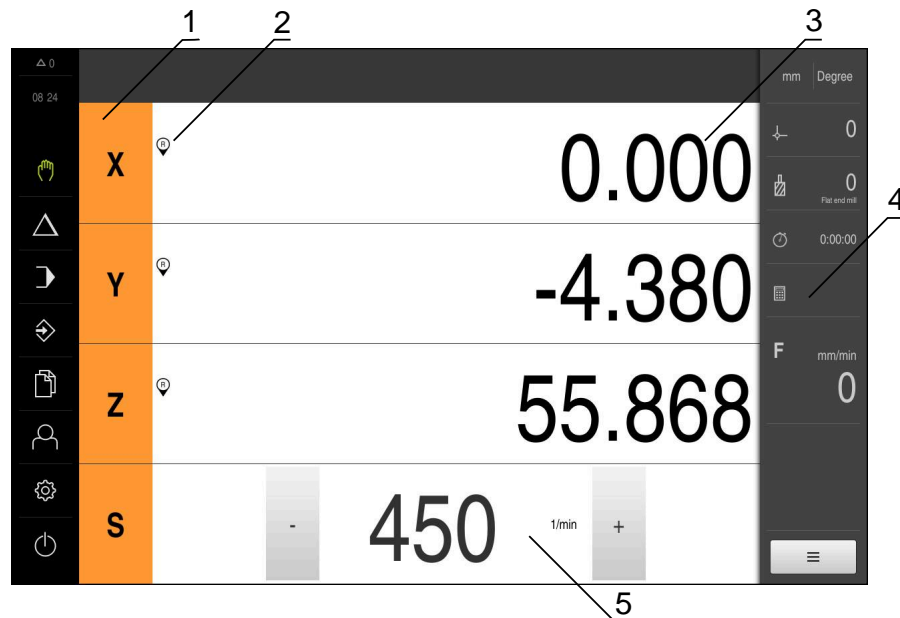 1 2 3
△ 0
mm Degree
08 24
0
X R 0.000
0
Flat end mill
4
0:00:00
Y R -4.380
F mm/min
0
Z R 55.868
S - 450 1/min +
5